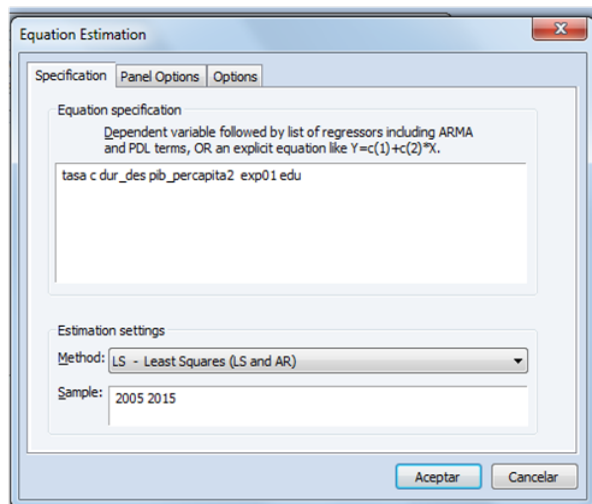 Equation Estimation
Specification Panel Options Options
Equation specification
Dependent variable followed by list of regressors including ARMA
and PDL terms, OR an explicit equation like Y=c(1)+c(2)*X.
tasa c dur_des pib_percapita2 exp01 edu
Estimation settings
Method: LS - Least Squares (LS and AR)
Sample: 2005 2015
Aceptar Cancelar